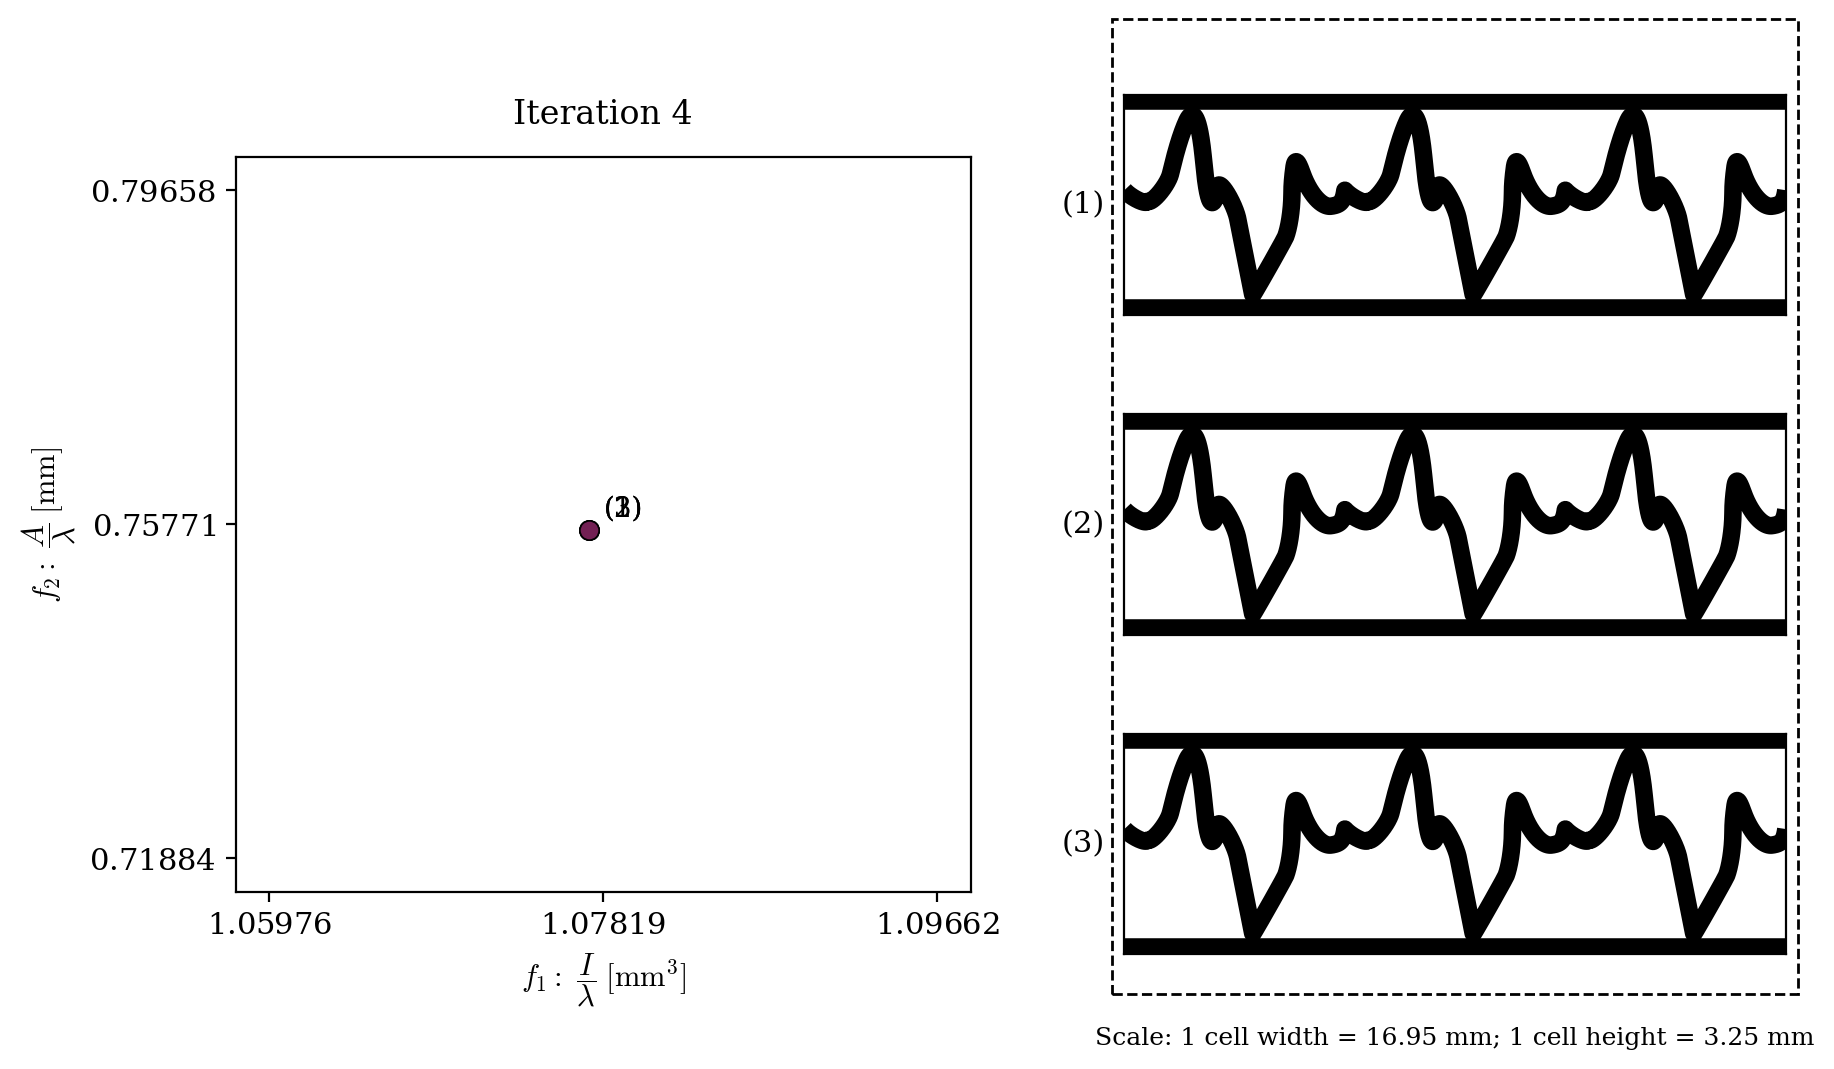 Iteration 4
0.79658
0.75771
0.71884
f₂ : A/λ [mm]
1.05976 1.07819 1.09662
f₁ : I/λ [mm³]
(1)
(2)
(3)
Scale: 1 cell width = 16.95 mm; 1 cell height = 3.25 mm